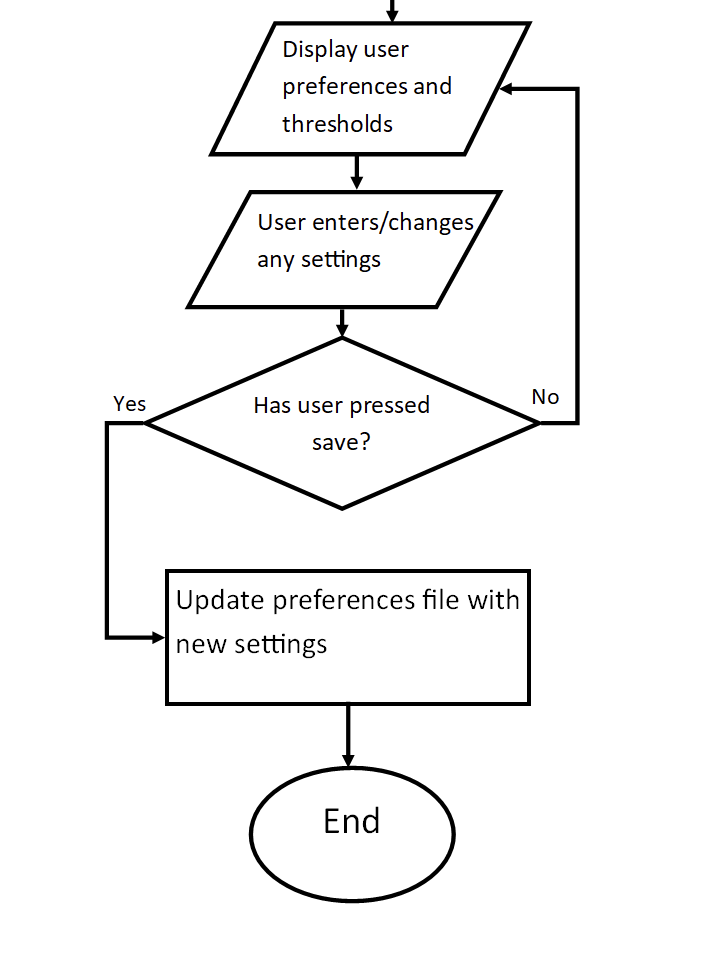 Display user
preferences and
thresholds
User enters/changes
any settings
Yes
No
Has user pressed
save?
Update preferences file with
new settings
End